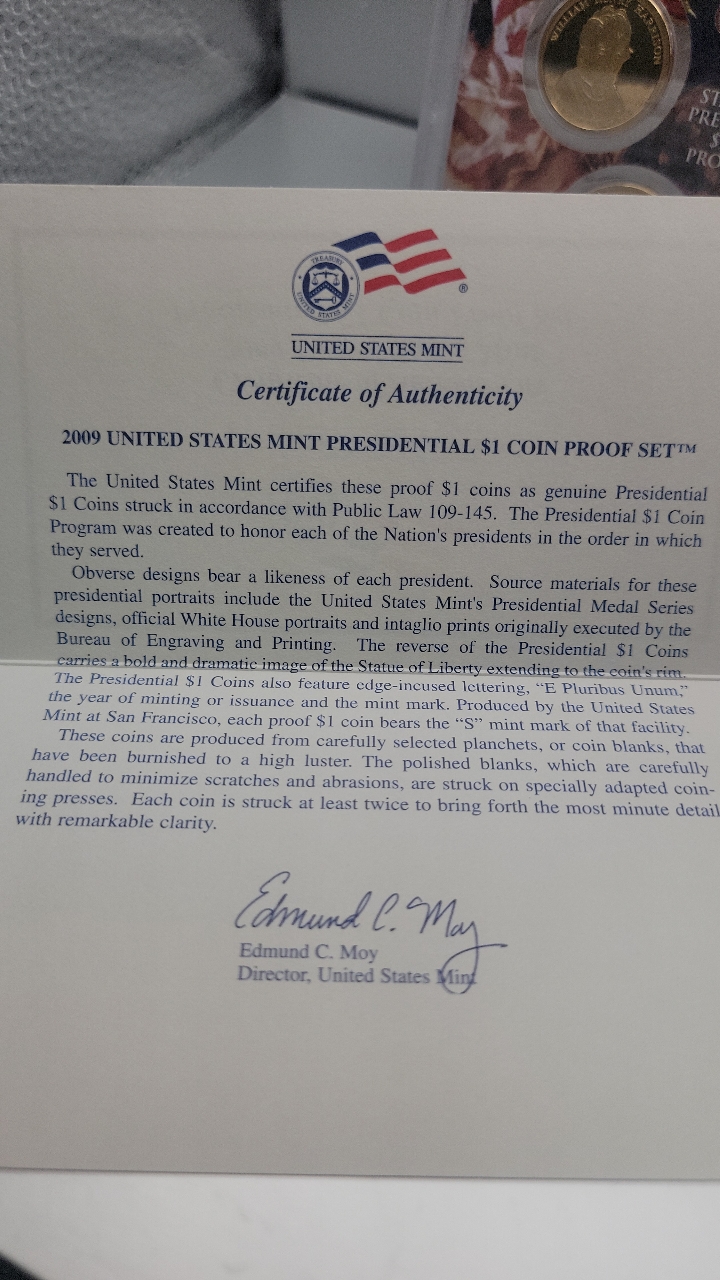 WILLIAM HENRY HARRISON
ST
PRE
$
PRO
TREASURY
UNITED STATES MINT
®
UNITED STATES MINT
Certificate of Authenticity
2009 UNITED STATES MINT PRESIDENTIAL $1 COIN PROOF SET™
The United States Mint certifies these proof $1 coins as genuine Presidential
$1 Coins struck in accordance with Public Law 109-145. The Presidential $1 Coin
Program was created to honor each of the Nation's presidents in the order in which
they served.
Obverse designs bear a likeness of each president. Source materials for these
presidential portraits include the United States Mint's Presidential Medal Series
designs, official White House portraits and intaglio prints originally executed by the
Bureau of Engraving and Printing. The reverse of the Presidential $1 Coins
carries a bold and dramatic image of the Statue of Liberty extending to the coin's rim.
The Presidential $1 Coins also feature edge-incused lettering, “E Pluribus Unum,”
the year of minting or issuance and the mint mark. Produced by the United States
Mint at San Francisco, each proof $1 coin bears the “S” mint mark of that facility.
These coins are produced from carefully selected planchets, or coin blanks, that
have been burnished to a high luster. The polished blanks, which are carefully
handled to minimize scratches and abrasions, are struck on specially adapted coin-
ing presses. Each coin is struck at least twice to bring forth the most minute detail
with remarkable clarity.
Edmund C. Moy
Edmund C. Moy
Director, United States Mint